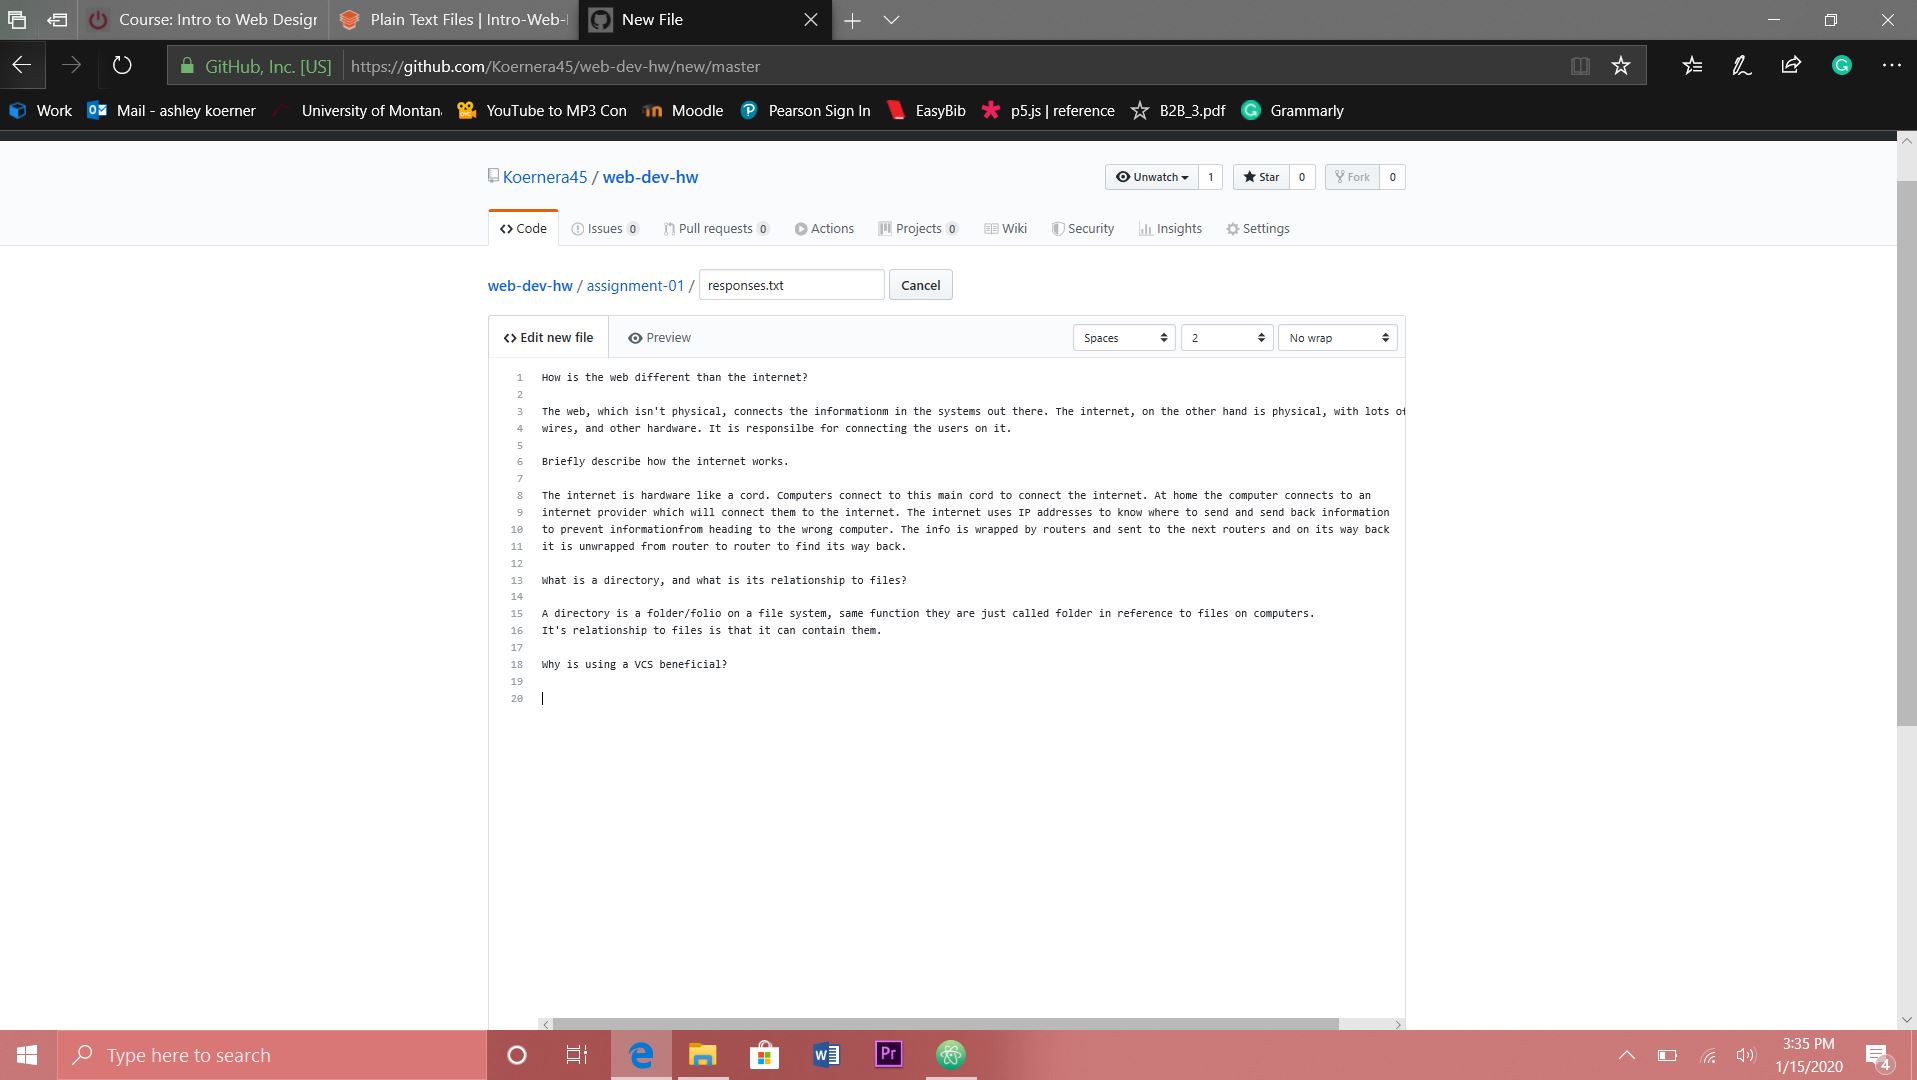 Course: Intro to Web Design
Plain Text Files | Intro-Web-
New File
GitHub, Inc. [US]
https://github.com/Koernera45/web-dev-hw/new/master
Work
Mail - ashley koerner
University of Montan
YouTube to MP3 Con
Moodle
Pearson Sign In
EasyBib
p5.js | reference
B2B_3.pdf
Grammarly
Koernera45 / web-dev-hw
Unwatch 1
Star 0
Fork 0
Code
Issues 0
Pull requests 0
Actions
Projects 0
Wiki
Security
Insights
Settings
web-dev-hw / assignment-01 / responses.txt Cancel
Edit new file
Preview
Spaces
2
No wrap
1 How is the web different than the internet?
2
3 The web, which isn't physical, connects the informationm in the systems out there. The internet, on the other hand is physical, with lots of
4 wires, and other hardware. It is responsilbe for connecting the users on it.
5
6 Briefly describe how the internet works.
7
8 The internet is hardware like a cord. Computers connect to this main cord to connect the internet. At home the computer connects to an
9 internet provider which will connect them to the internet. The internet uses IP addresses to know where to send and send back information
10 to prevent informationfrom heading to the wrong computer. The info is wrapped by routers and sent to the next routers and on its way back
11 it is unwrapped from router to router to find its way back.
12
13 What is a directory, and what is its relationship to files?
14
15 A directory is a folder/folio on a file system, same function they are just called folder in reference to files on computers.
16 It's relationship to files is that it can contain them.
17
18 Why is using a VCS beneficial?
19
20
Type here to search
W
Pr
3:35 PM
1/15/2020
4